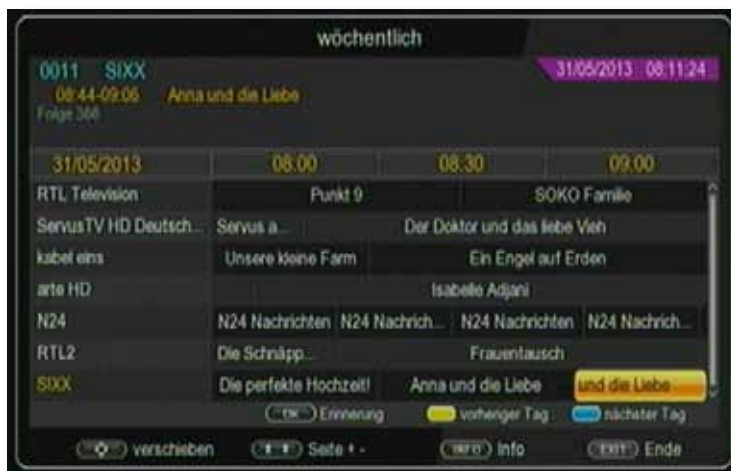 wöchentlich
0011 SIXX
31/05/2013 08:11:24
08:44-09:06 Anna und die Liebe
Folge 366
31/05/2013 08:00 08:30 09:00
RTL Television Punkt 9 SOKO Familie
ServusTV HD Deutsch... Servus a... Der Doktor und das liebe Vieh
kabel eins Unsere kleine Farm Ein Engel auf Erden
arte HD Isabelle Adjani
N24 N24 Nachrichten N24 Nachrich... N24 Nachrichten N24 Nachrich...
RTL2 Die Schnäpp... Frauentausch
SIXX Die perfekte Hochzeit! Anna und die Liebe und die Liebe
OK Erinnerung vorheriger Tag nächster Tag
verschieben Seite + - INFO Info EXIT Ende